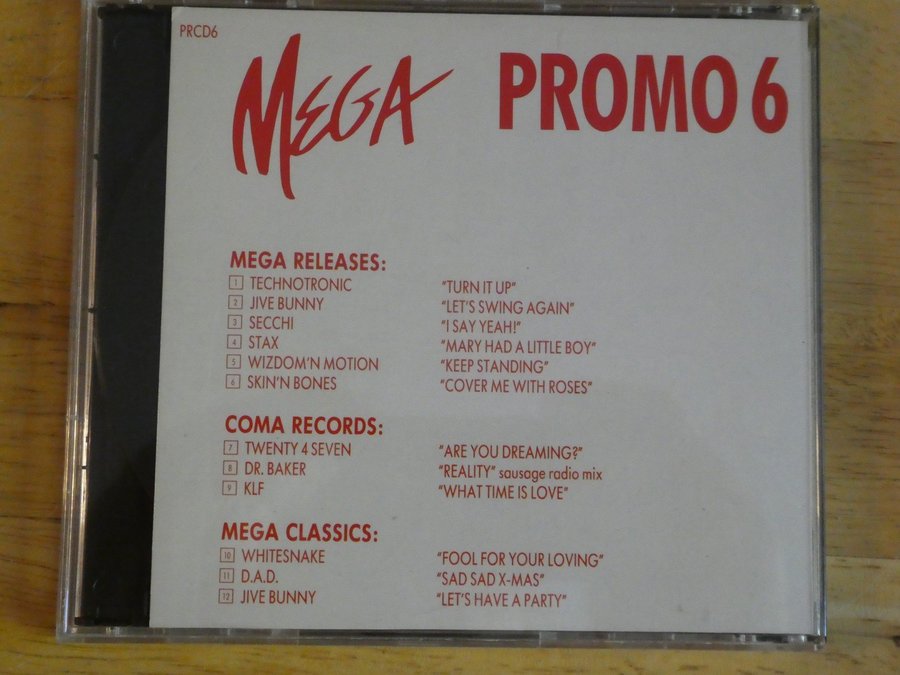 PRCD6
MEGA PROMO 6
MEGA RELEASES:
1 TECHNOTRONIC "TURN IT UP"
2 JIVE BUNNY "LET'S SWING AGAIN"
3 SECCHI "I SAY YEAH!"
4 STAX "MARY HAD A LITTLE BOY"
5 WIZDOM'N MOTION "KEEP STANDING"
6 SKIN'N BONES "COVER ME WITH ROSES"
COMA RECORDS:
7 TWENTY 4 SEVEN "ARE YOU DREAMING?"
8 DR. BAKER "REALITY" sausage radio mix
9 KLF "WHAT TIME IS LOVE"
MEGA CLASSICS:
10 WHITESNAKE "FOOL FOR YOUR LOVING"
11 D.A.D. "SAD SAD X-MAS"
12 JIVE BUNNY "LET'S HAVE A PARTY"